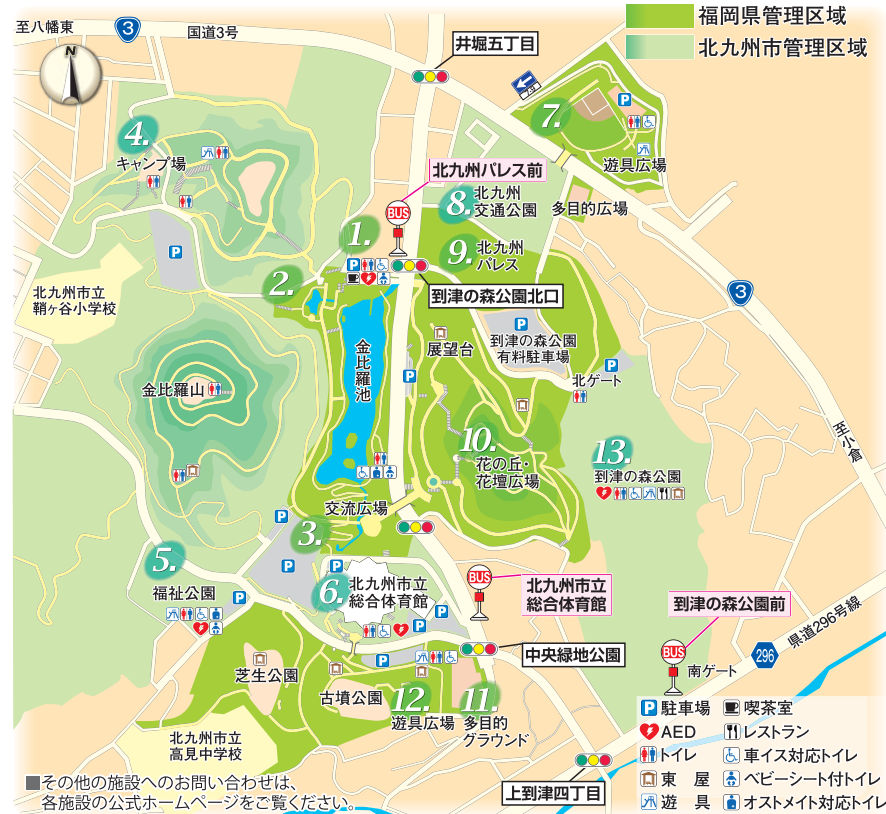 福岡県管理区域
北九州市管理区域
至八幡東
3
国道3号
N
井堀五丁目
P
7.
遊具広場
4.
キャンプ場
北九州パレス前
BUS
8.
北九州
交通公園
多目的広場
1.
9.
北九州
パレス
P
P
2.
到津の森公園北口
3
北九州市立
鞘ヶ谷小学校
P
到津の森公園
有料駐車場
展望台
金比羅池
P
P
北ゲート
金比羅山
至小倉
10.
花の丘・
花壇広場
13.
到津の森公園
交流広場
P
3.
5.
福祉公園
P
P
P
6.
北九州市立
総合体育館
BUS
北九州市立
総合体育館
到津の森公園前
P
P
県道296号線
296
BUS
南ゲート
中央緑地公園
P
芝生公園
古墳公園
12.
遊具広場
11.
多目的
グラウンド
北九州市立
高見中学校
上到津四丁目
P 駐車場
喫茶室
AED
レストラン
トイレ
車イス対応トイレ
東 屋
ベビーシート付トイレ
遊 具
オストメイト対応トイレ
■その他の施設へのお問い合わせは、
各施設の公式ホームページをご覧ください。